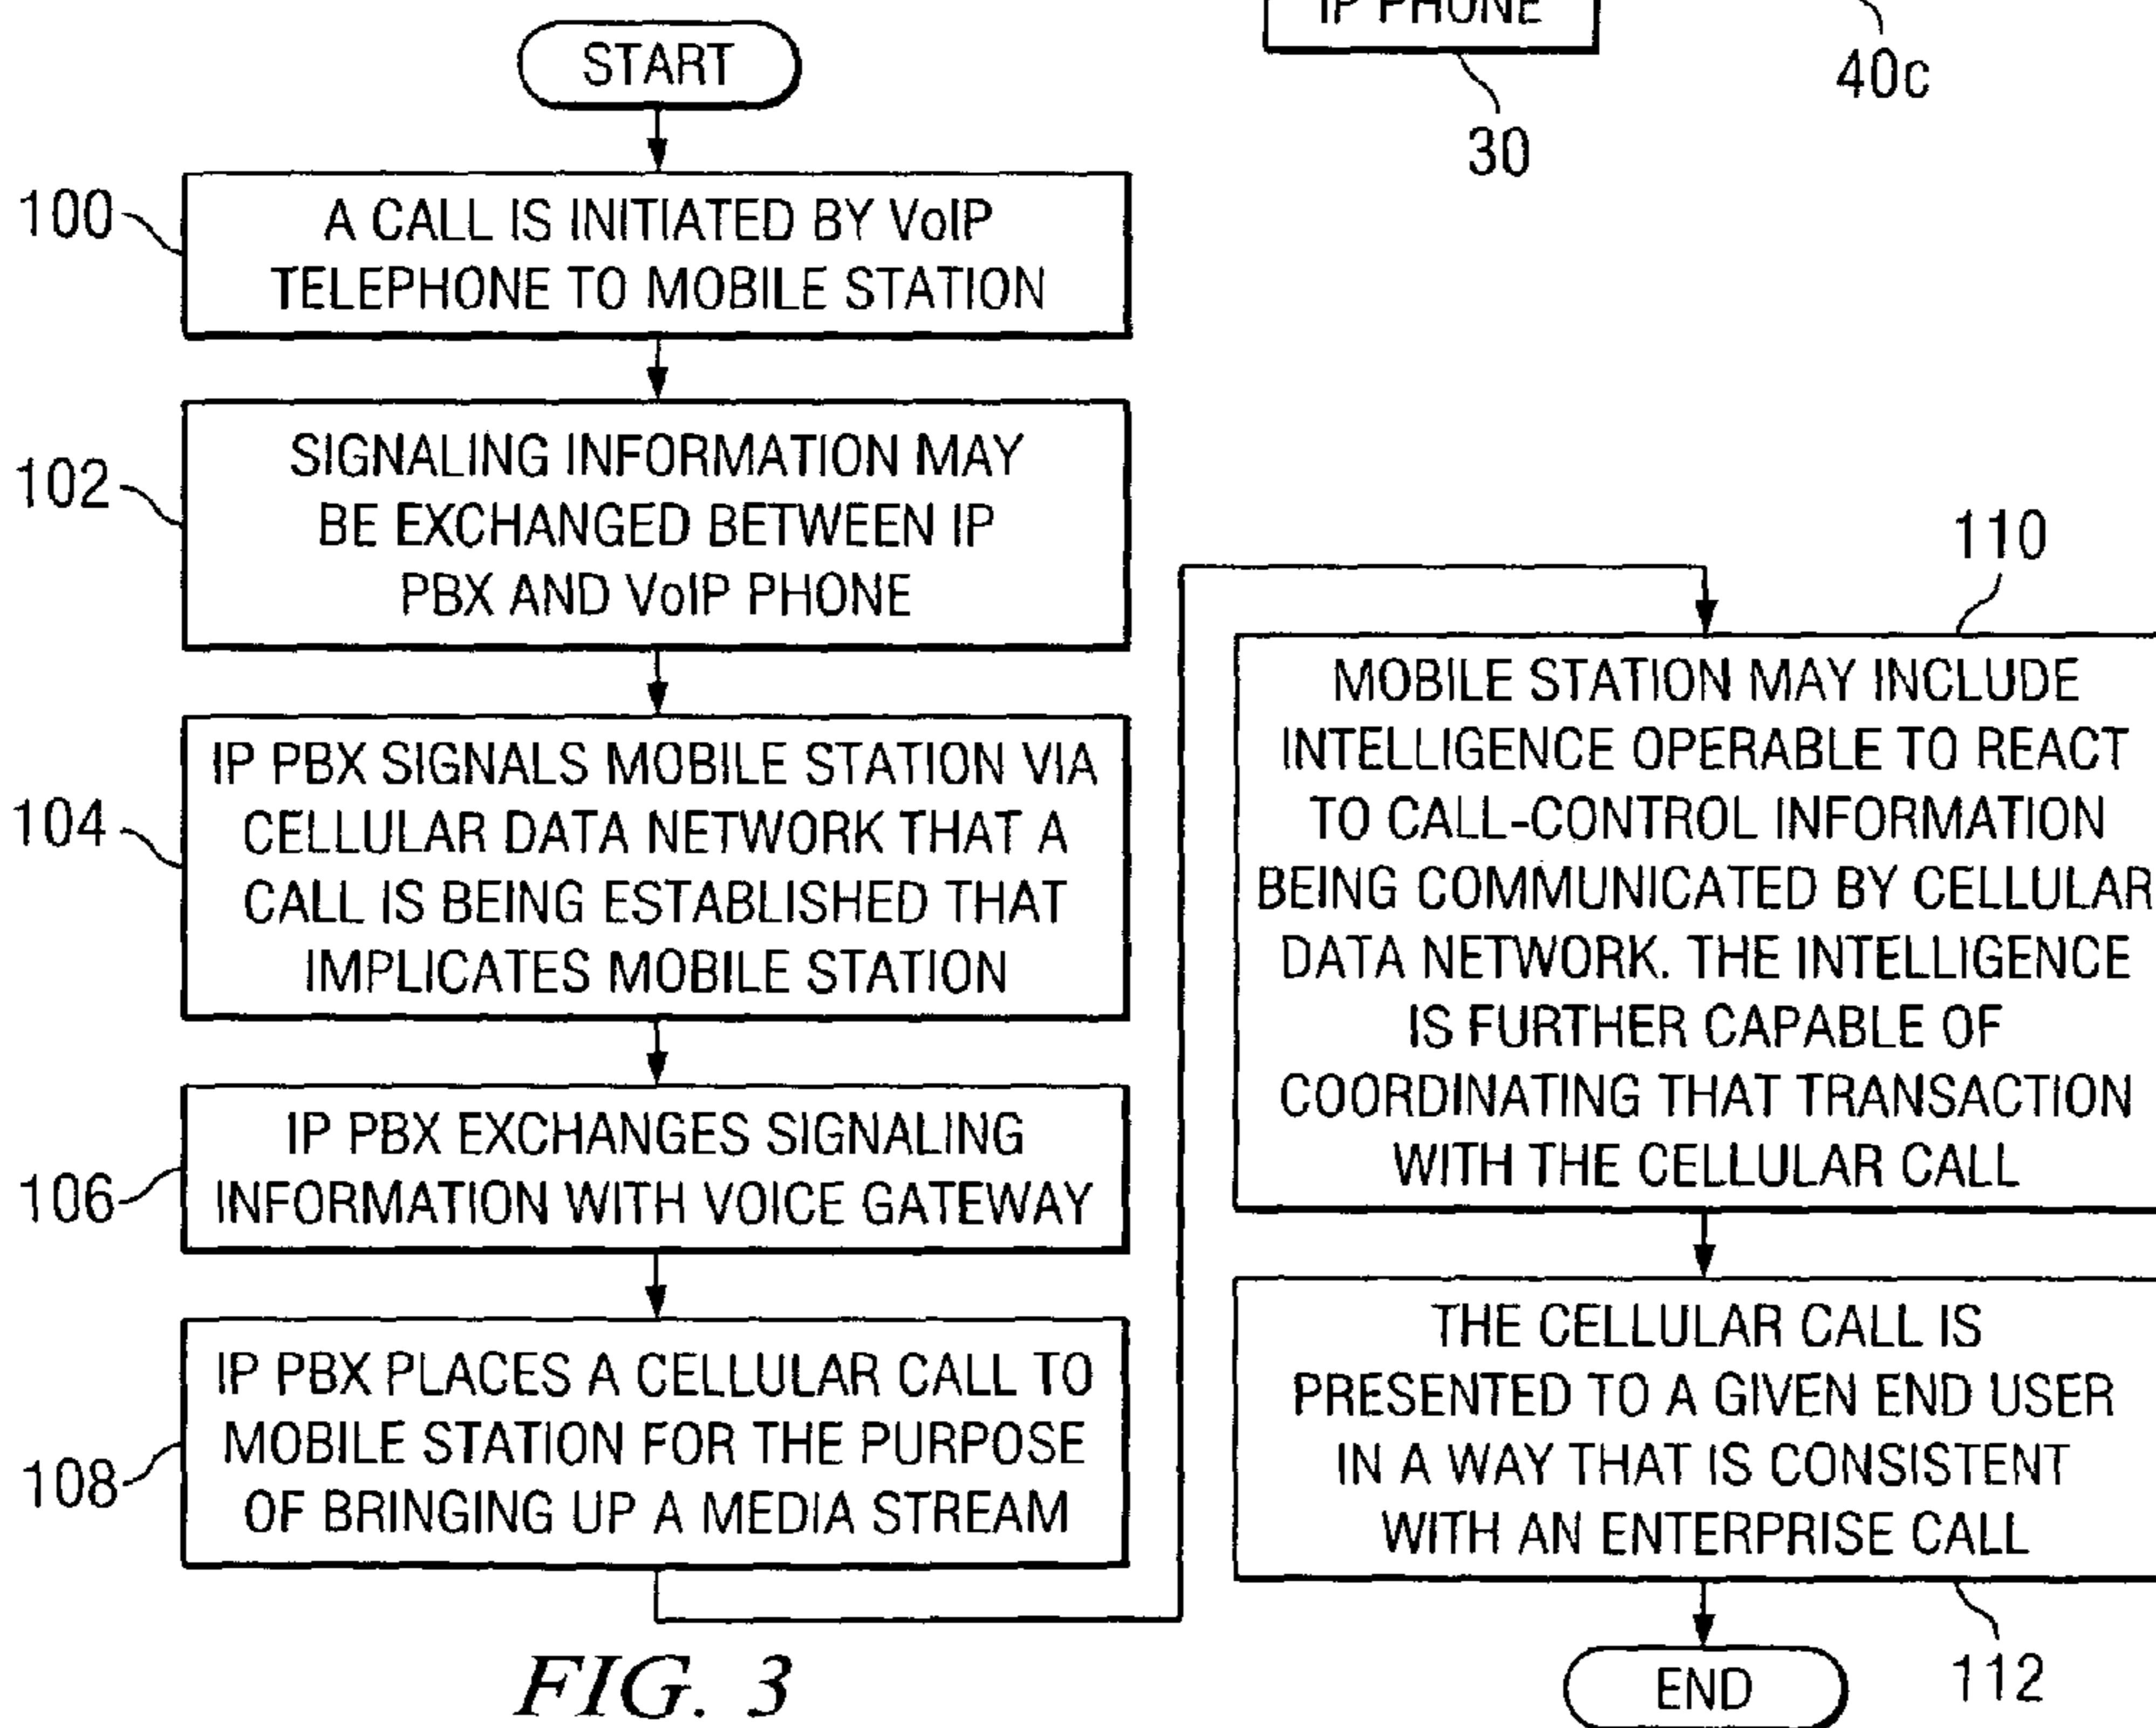 IP PHONE
30
40c
START
100
A CALL IS INITIATED BY VoIP
TELEPHONE TO MOBILE STATION
102
SIGNALING INFORMATION MAY
BE EXCHANGED BETWEEN IP
PBX AND VoIP PHONE
104
IP PBX SIGNALS MOBILE STATION VIA
CELLULAR DATA NETWORK THAT A
CALL IS BEING ESTABLISHED THAT
IMPLICATES MOBILE STATION
106
IP PBX EXCHANGES SIGNALING
INFORMATION WITH VOICE GATEWAY
108
IP PBX PLACES A CELLULAR CALL TO
MOBILE STATION FOR THE PURPOSE
OF BRINGING UP A MEDIA STREAM
110
MOBILE STATION MAY INCLUDE
INTELLIGENCE OPERABLE TO REACT
TO CALL-CONTROL INFORMATION
BEING COMMUNICATED BY CELLULAR
DATA NETWORK. THE INTELLIGENCE
IS FURTHER CAPABLE OF
COORDINATING THAT TRANSACTION
WITH THE CELLULAR CALL
THE CELLULAR CALL IS
PRESENTED TO A GIVEN END USER
IN A WAY THAT IS CONSISTENT
WITH AN ENTERPRISE CALL
112
END
FIG. 3